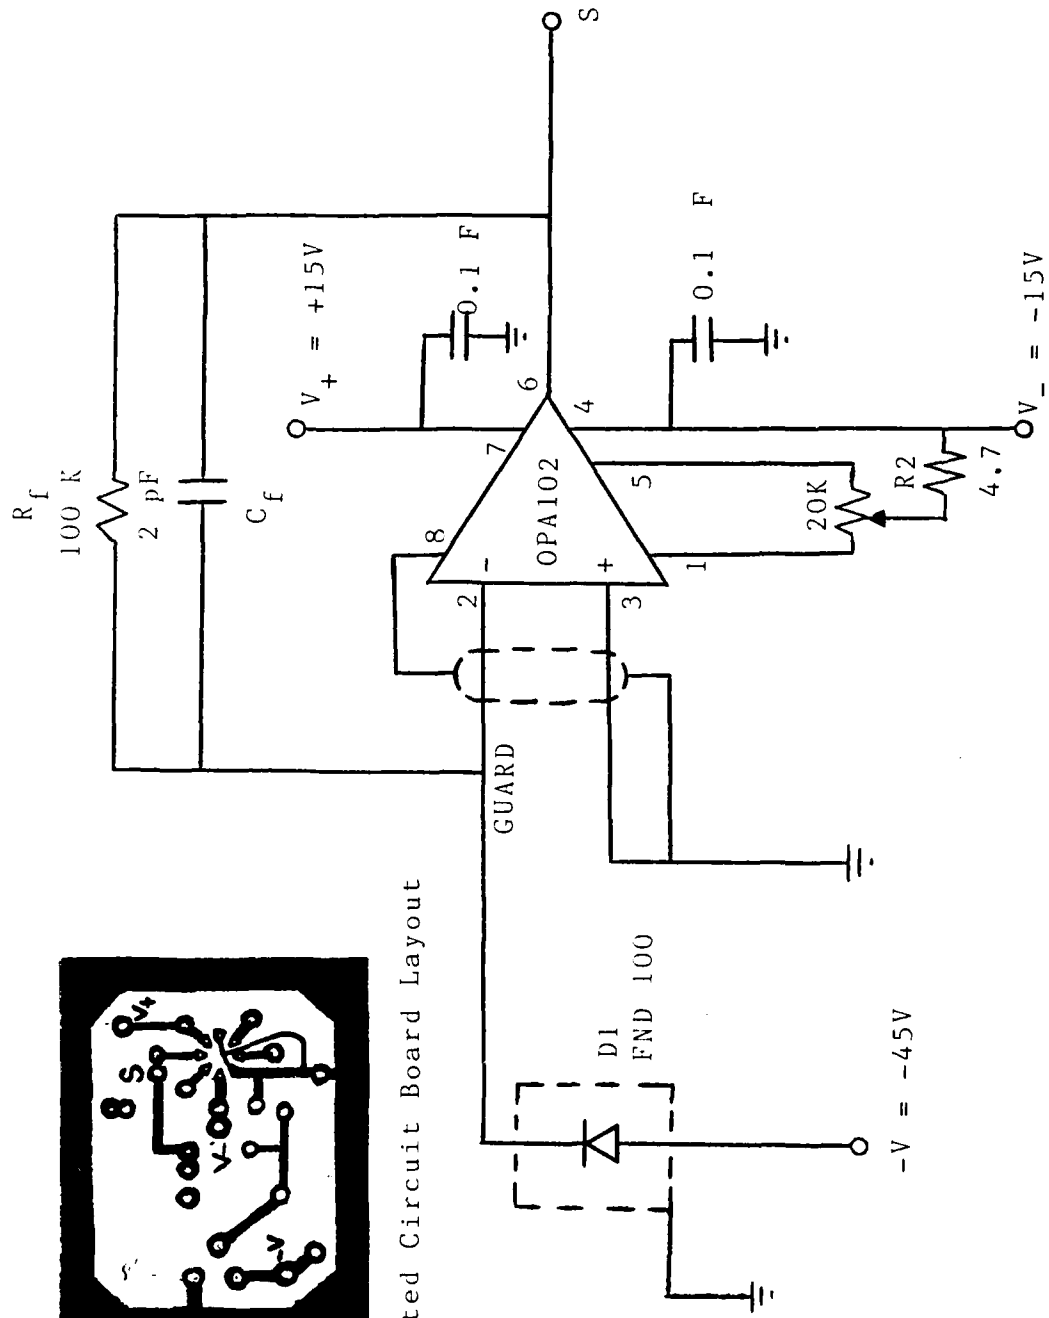 S
R f
100 K
2 pF
C f
V+ = +15V
0.1 F
0.1 F
V- = -15V
6
7
4
8
5
2
-
OPA102
+
3
1
20K
R2
4.7
GUARD
D1
FND 100
-V = -45V
ted Circuit Board Layout
V+
S
V-
-V